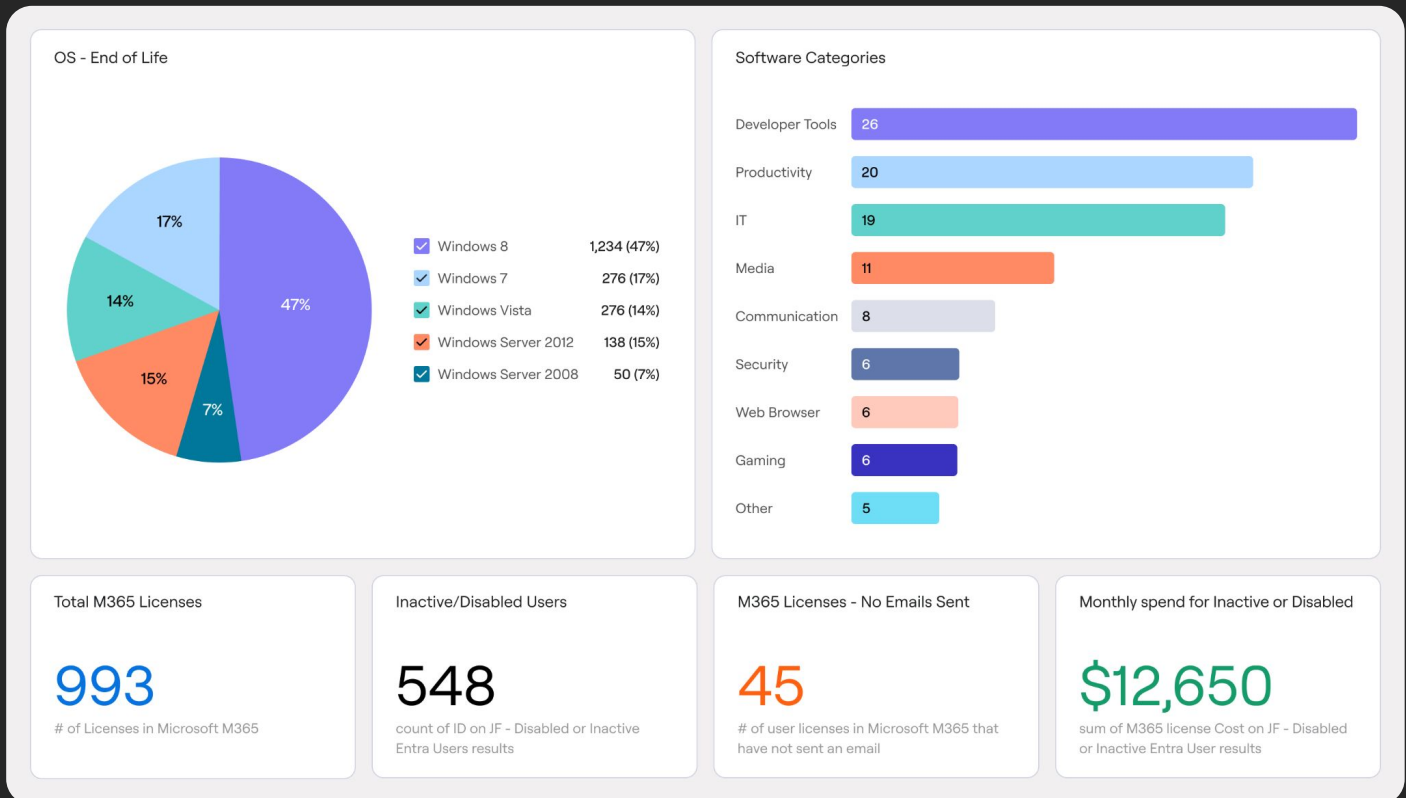 OS - End of Life
17%
47%
14%
15%
7%
Windows 8 1,234 (47%)
Windows 7 276 (17%)
Windows Vista 276 (14%)
Windows Server 2012 138 (15%)
Windows Server 2008 50 (7%)
Software Categories
Developer Tools 26
Productivity 20
IT 19
Media 11
Communication 8
Security 6
Web Browser 6
Gaming 6
Other 5
Total M365 Licenses
993
# of Licenses in Microsoft M365
Inactive/Disabled Users
548
count of ID on JF - Disabled or Inactive
Entra Users results
M365 Licenses - No Emails Sent
45
# of user licenses in Microsoft M365 that
have not sent an email
Monthly spend for Inactive or Disabled
$12,650
sum of M365 license Cost on JF - Disabled
or Inactive Entra User results